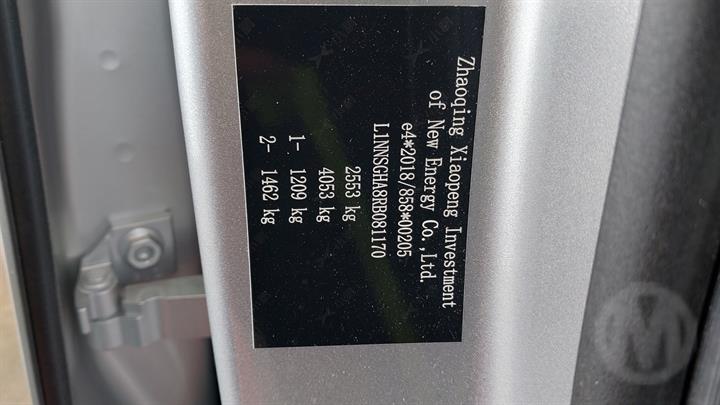 Zhaoqing Xiaopeng Investment
of New Energy Co.,Ltd.
e4*2018/858*00205
L1NNSGHA8RB081170
2553 kg
4053 kg
1- 1209 kg
2- 1462 kg